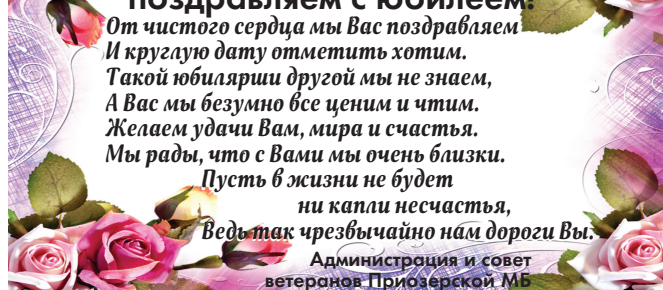 поздравляем с юбилеем!
От чистого сердца мы Вас поздравляем
И круглую дату отметить хотим.
Такой юбилярши другой мы не знаем,
А Вас мы безумно все ценим и чтим.
Желаем удачи Вам, мира и счастья.
Мы рады, что с Вами мы очень близки.
Пусть в жизни не будет
ни капли несчастья,
Ведь так чрезвычайно нам дороги Вы.
Администрация и совет
ветеранов Приозерской МБ